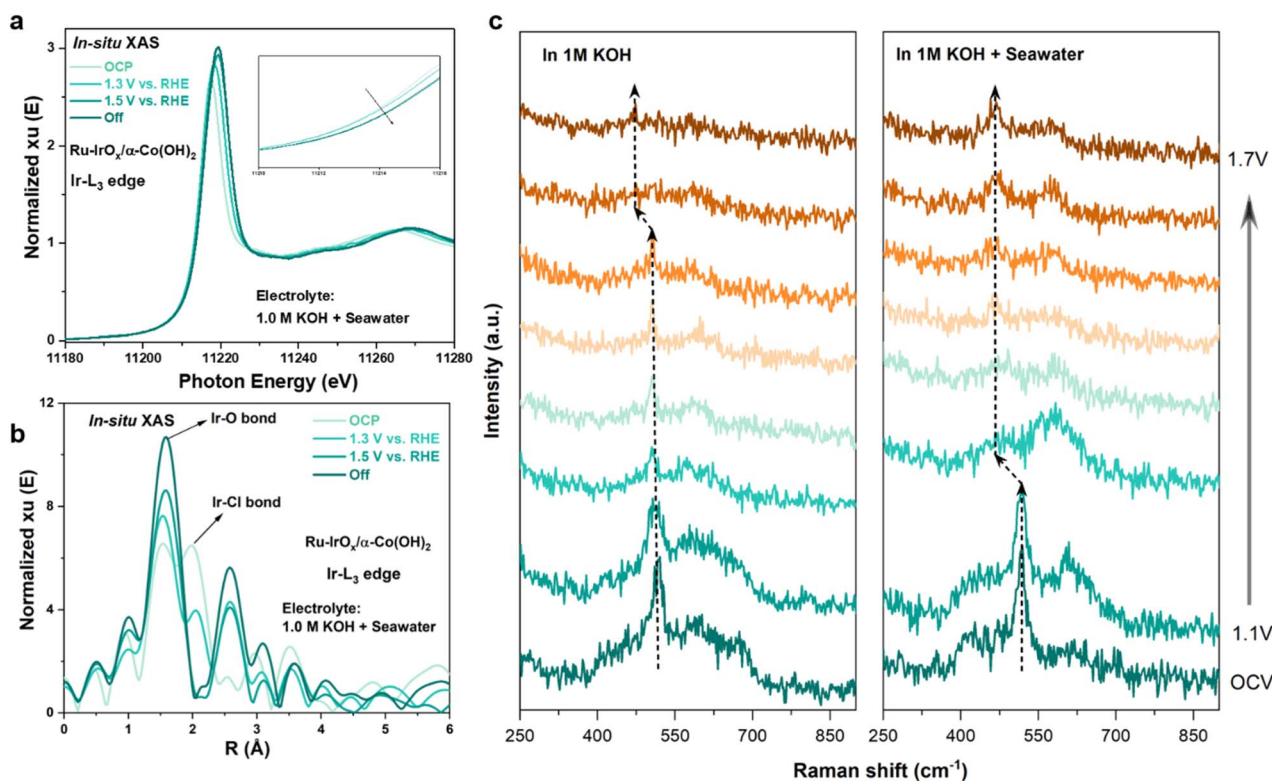 a
In-situ XAS
OCP
1.3 V vs. RHE
1.5 V vs. RHE
Off
Ru-IrOₓ/α-Co(OH)₂
Ir-L₃ edge
Electrolyte:
1.0 M KOH + Seawater
Normalized xu (E)
3
2
1
0
11210 11212 11214 11216 11218
11180 11200 11220 11240 11260 11280
Photon Energy (eV)
b
In-situ XAS
Ir-O bond
Ir-Cl bond
OCP
1.3 V vs. RHE
1.5 V vs. RHE
Off
Ru-IrOₓ/α-Co(OH)₂
Ir-L₃ edge
Electrolyte:
1.0 M KOH + Seawater
Normalized xu (E)
12
8
4
0
0 1 2 3 4 5 6
R (Å)
c
In 1M KOH
In 1M KOH + Seawater
Intensity (a.u.)
1.7V
1.1V
OCV
250 400 550 700 850
250 400 550 700 850
Raman shift (cm⁻¹)